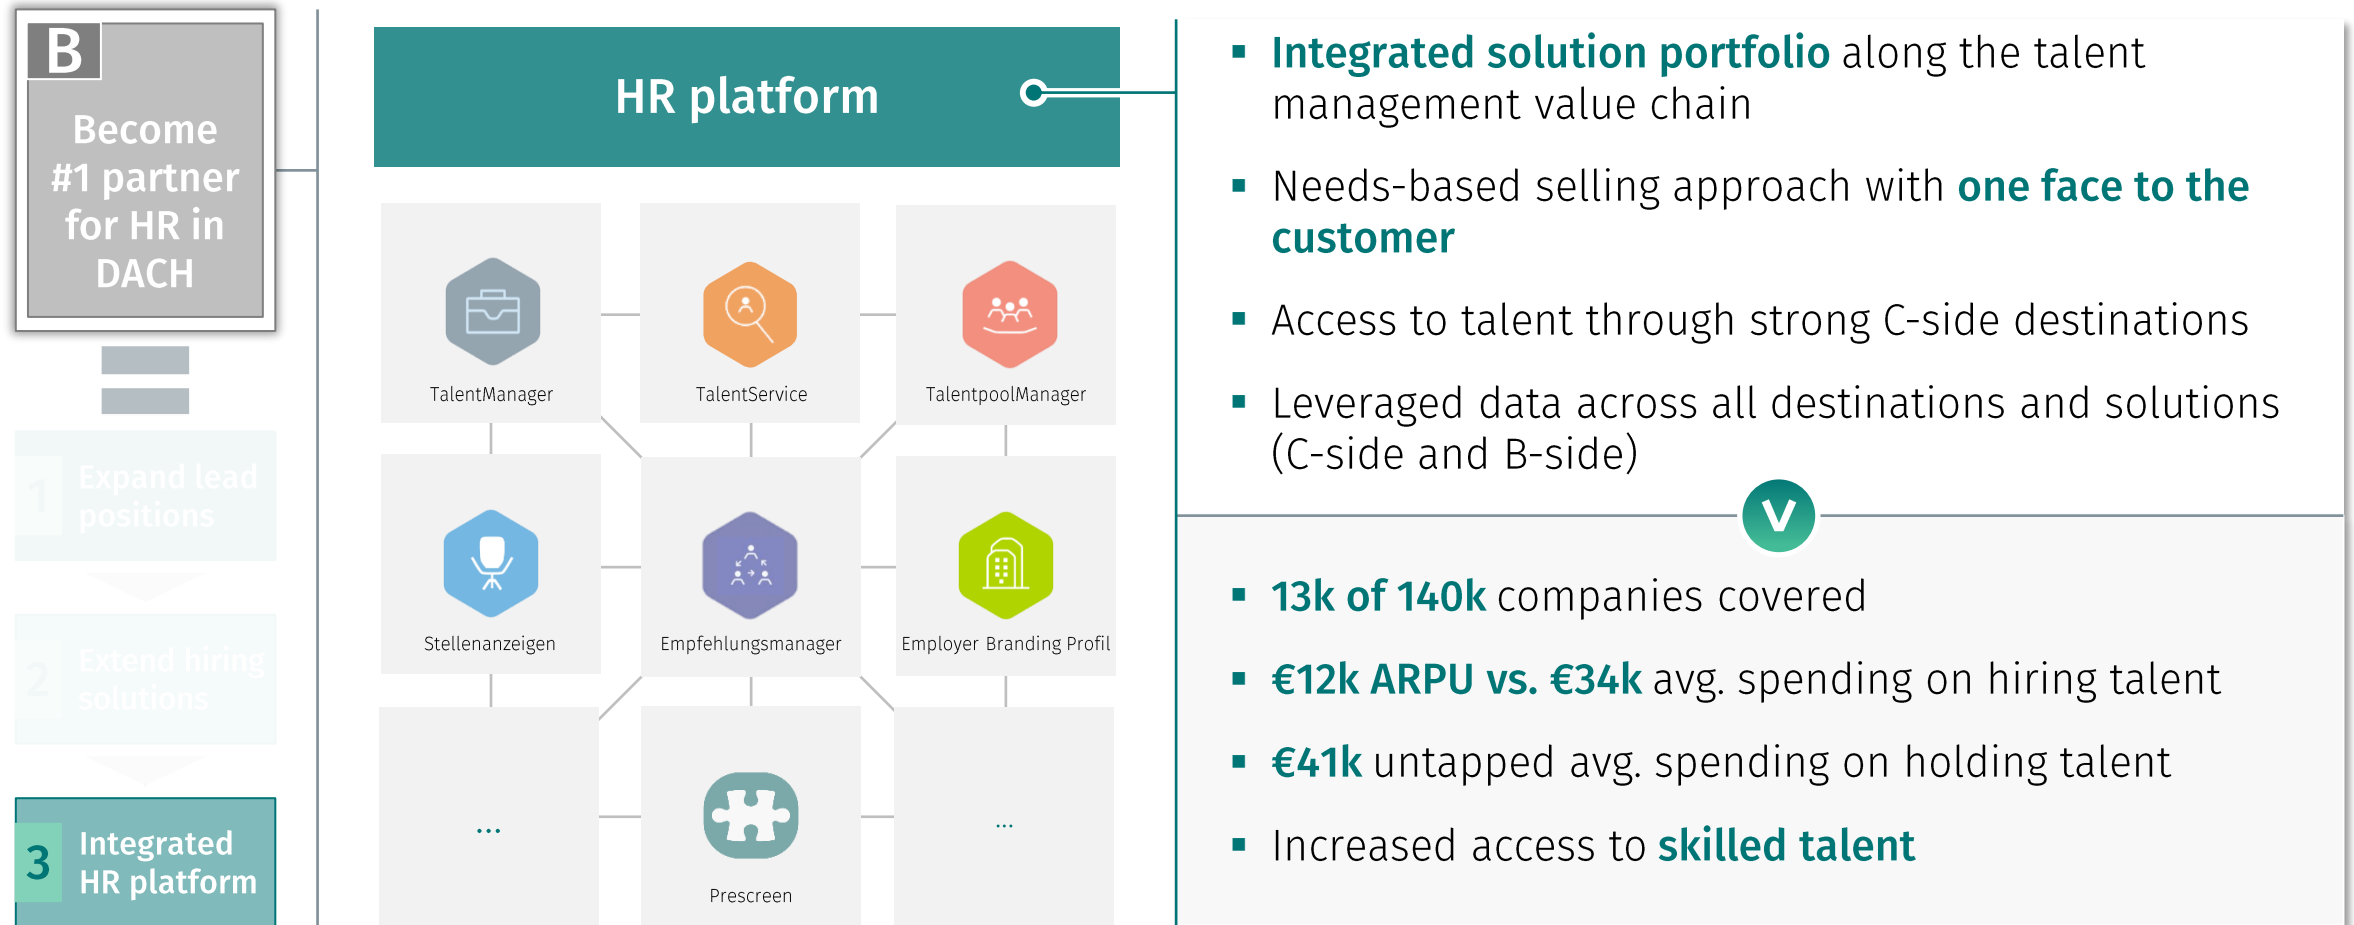 B
Become
#1 partner
for HR in
DACH
1
Expand lead
positions
2
Extend hiring
solutions
3
Integrated
HR platform
HR platform
TalentManager
TalentService
TalentpoolManager
Stellenanzeigen
Empfehlungsmanager
Employer Branding Profil
...
Prescreen
...
▪ Integrated solution portfolio along the talent
management value chain
▪ Needs-based selling approach with one face to the
customer
▪ Access to talent through strong C-side destinations
▪ Leveraged data across all destinations and solutions
(C-side and B-side)
▪ 13k of 140k companies covered
▪ €12k ARPU vs. €34k avg. spending on hiring talent
▪ €41k untapped avg. spending on holding talent
▪ Increased access to skilled talent